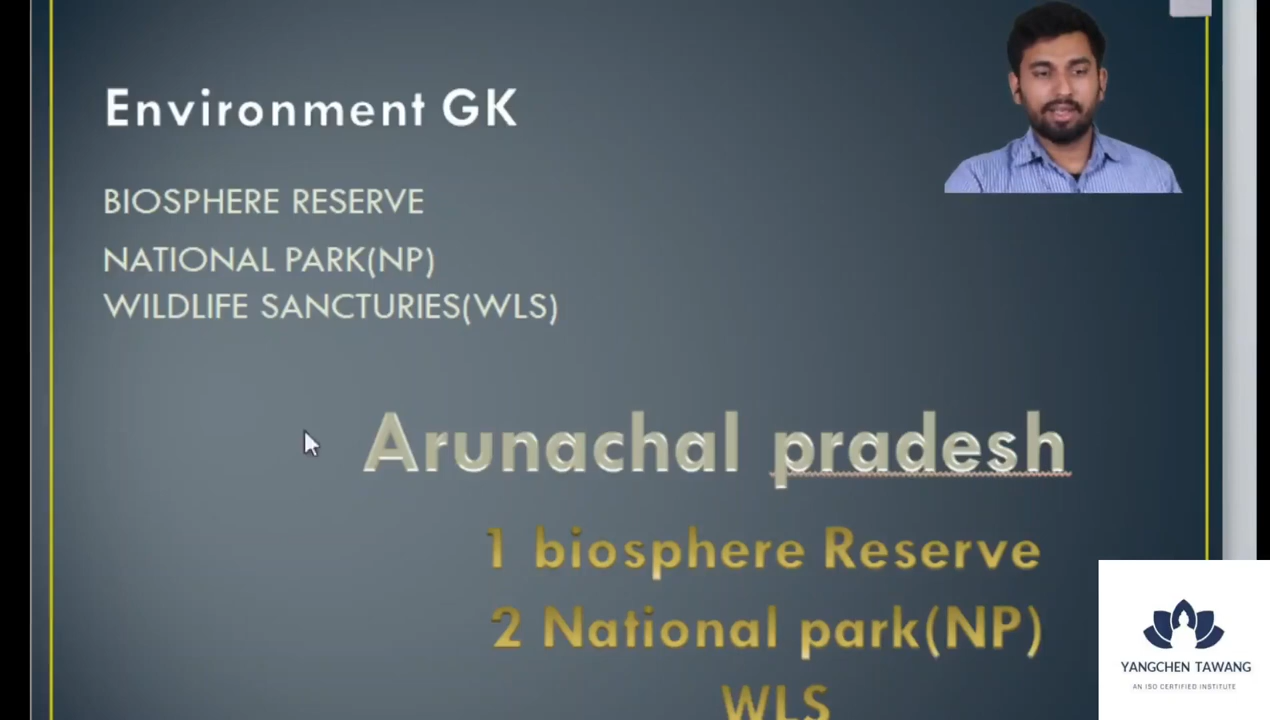 Environment GK
BIOSPHERE RESERVE
NATIONAL PARK(NP)
WILDLIFE SANCTURIES(WLS)
Arunachal pradesh
1 biosphere Reserve
2 National park(NP)
WLS
YANGCHEN TAWANG
AN ISO CERTIFIED INSTITUTE